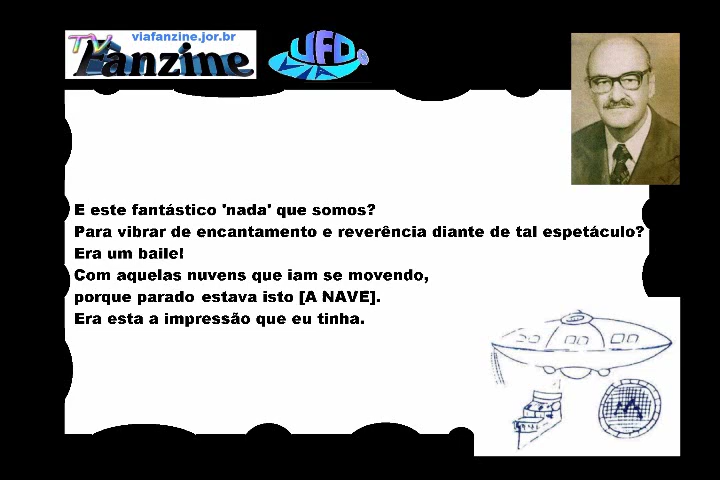 viafanzine.jor.br
TV Fanzine
UFO
VIA
E este fantástico 'nada' que somos?
Para vibrar de encantamento e reverência diante de tal espetáculo?
Era um baile!
Com aquelas nuvens que iam se movendo,
porque parado estava isto [A NAVE].
Era esta a impressão que eu tinha.